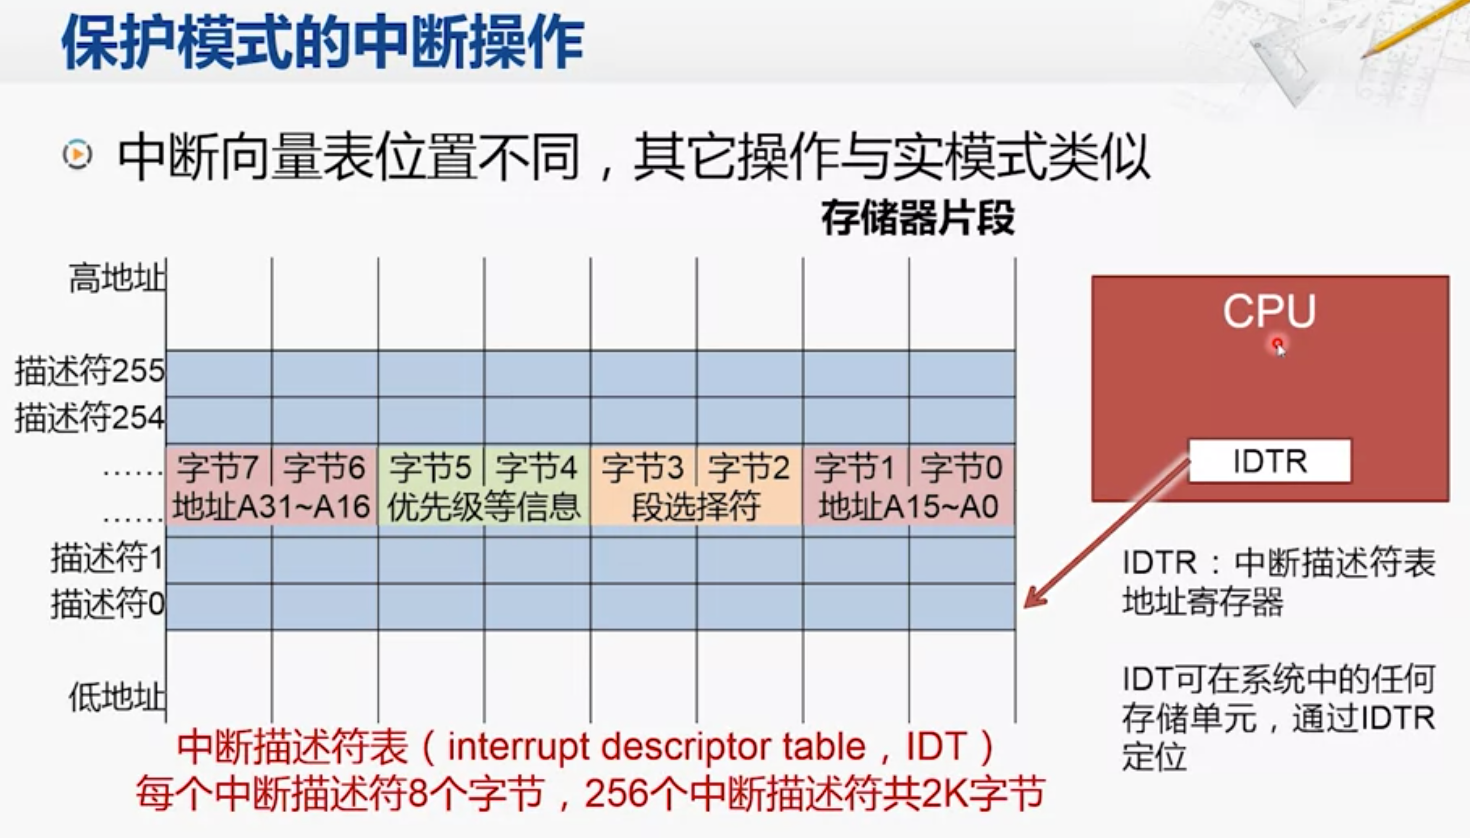 保护模式的中断操作
中断向量表位置不同，其它操作与实模式类似
存储器片段
高地址
描述符255
描述符254
……
字节7 字节6 字节5 字节4 字节3 字节2 字节1 字节0
地址A31~A16 优先级等信息 段选择符 地址A15~A0
……
描述符1
描述符0
低地址
中断描述符表（interrupt descriptor table，IDT）
每个中断描述符8个字节，256个中断描述符共2K字节
CPU
IDTR
IDTR：中断描述符表
地址寄存器
IDT可在系统中的任何
存储单元，通过IDTR
定位